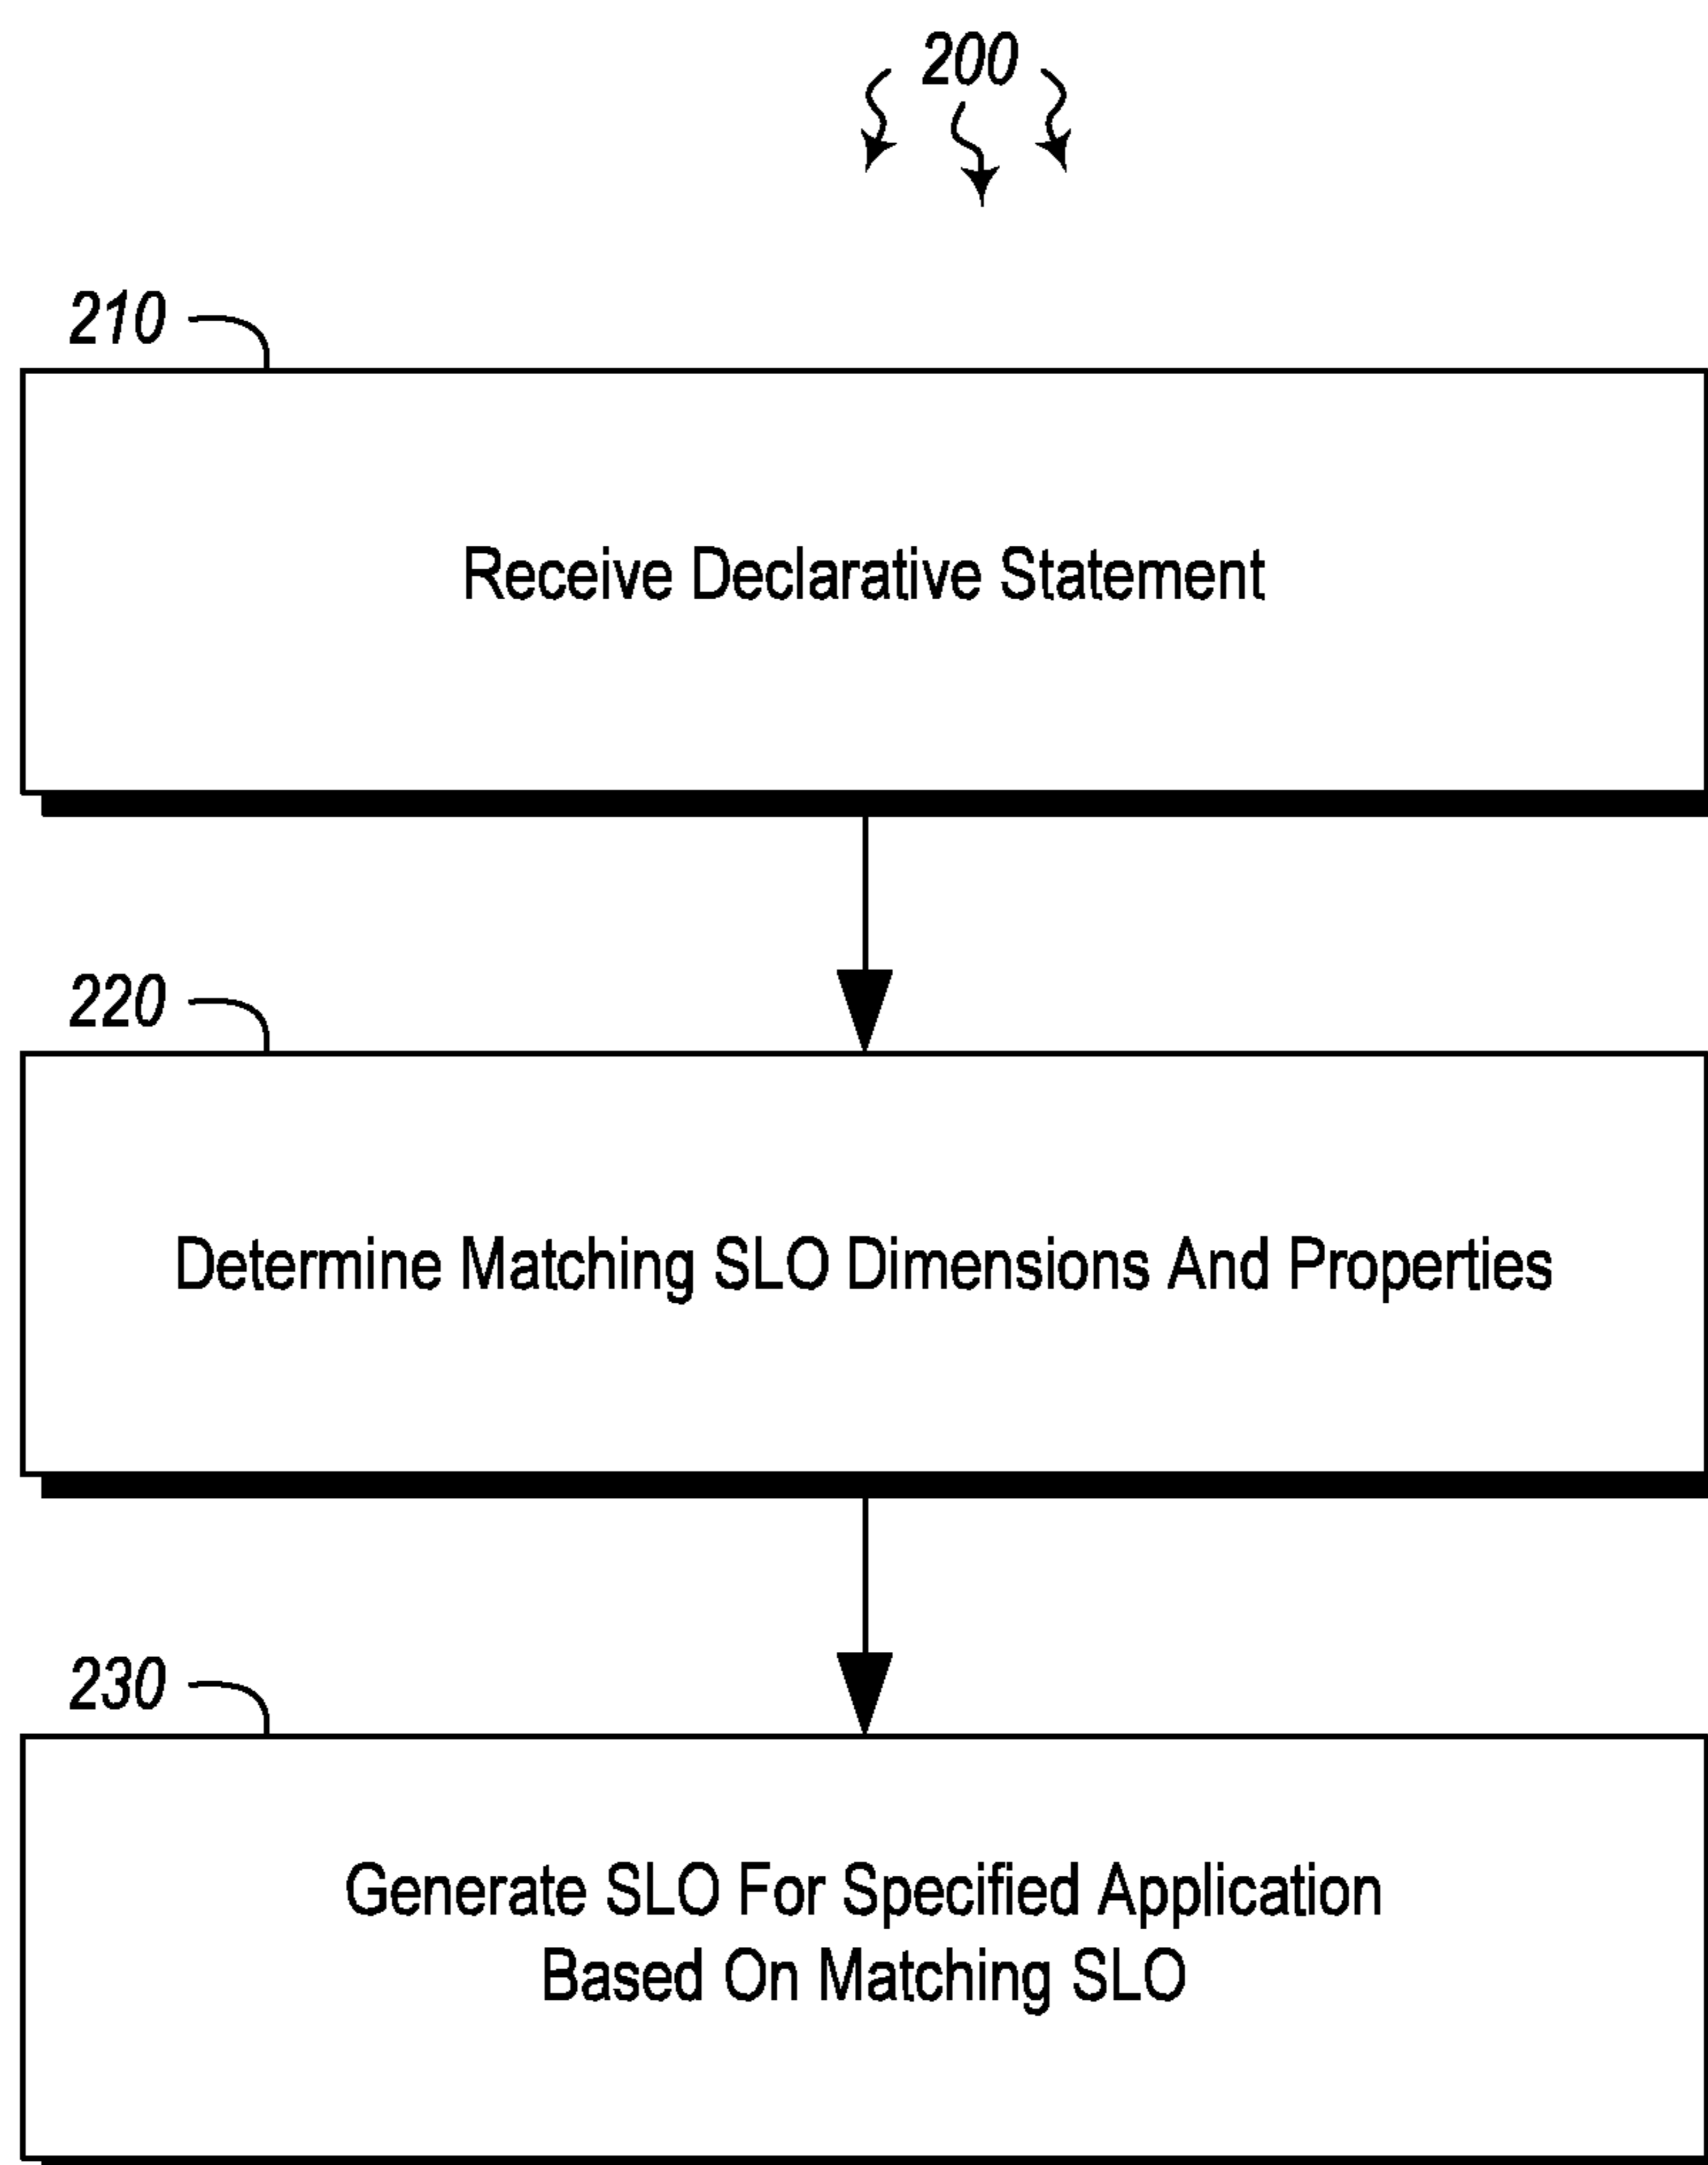 200
210
Receive Declarative Statement
220
Determine Matching SLO Dimensions And Properties
230
Generate SLO For Specified Application
Based On Matching SLO